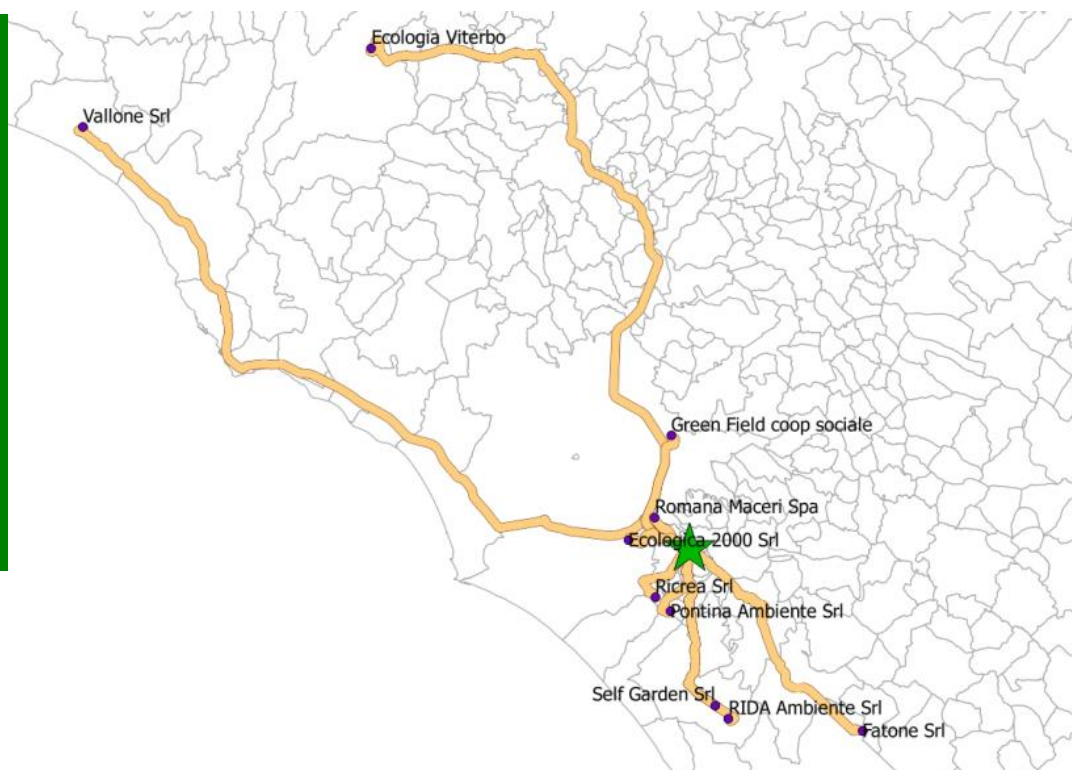 Ecologia Viterbo
Vallone Srl
Green Field coop sociale
Romana Maceri Spa
Ecologica 2000 Srl
Ricrea Srl
Pontina Ambiente Srl
Self Garden Srl
RIDA Ambiente Srl
Fatone Srl